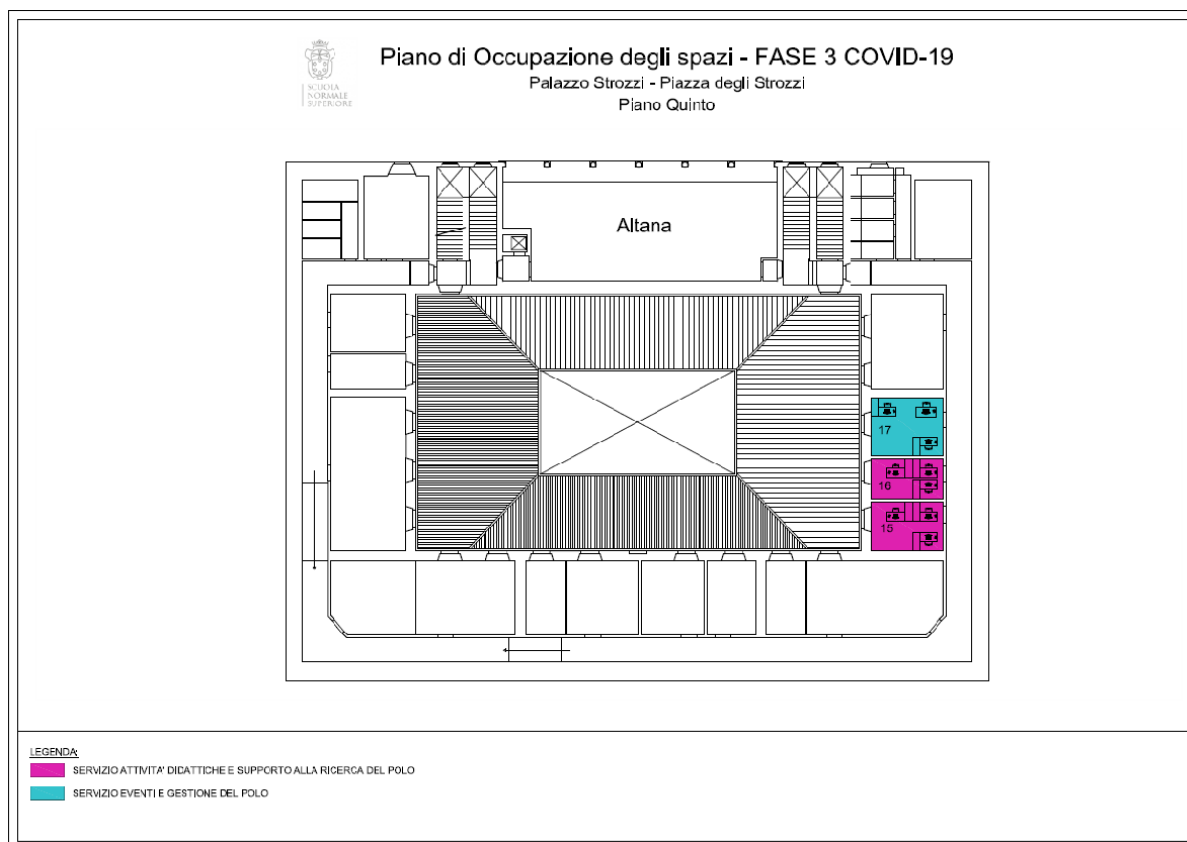 Piano di Occupazione degli spazi - FASE 3 COVID-19
SCUOLA
NORMALE
SUPERIORE
Palazzo Strozzi - Piazza degli Strozzi
Piano Quinto
Altana
17
16
15
LEGENDA:
SERVIZIO ATTIVITA' DIDATTICHE E SUPPORTO ALLA RICERCA DEL POLO
SERVIZIO EVENTI E GESTIONE DEL POLO